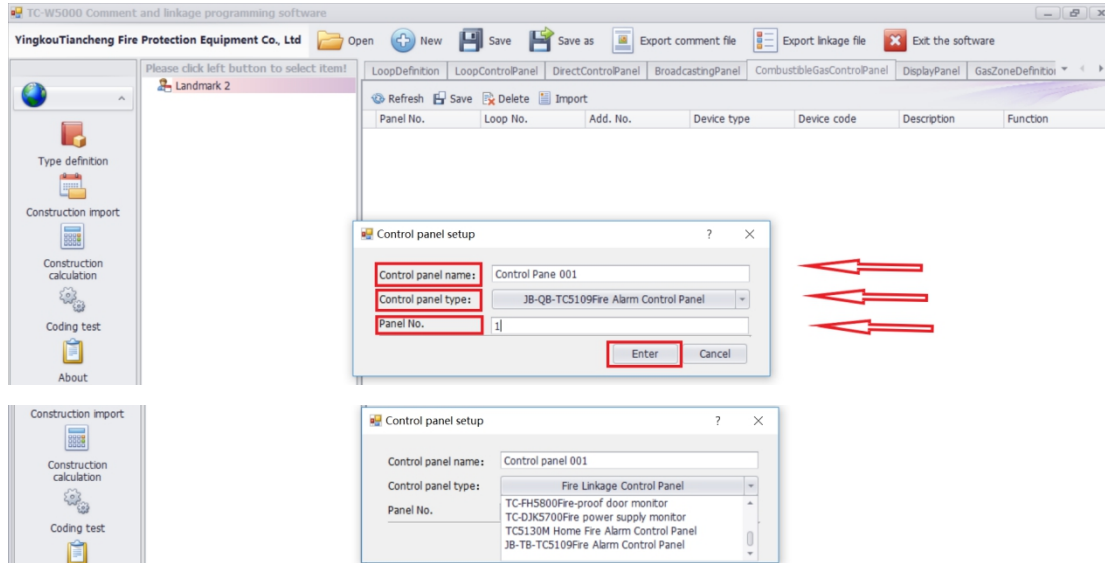 TC-W5000 Comment and linkage programming software
YingkouTiancheng Fire Protection Equipment Co., Ltd Open New Save Save as Export comment file Export linkage file Exit the software
Please click left button to select item!
Landmark 2
LoopDefinition LoopControlPanel DirectControlPanel BroadcastingPanel CombustibleGasControlPanel DisplayPanel GasZoneDefinition
Refresh Save Delete Import
Panel No. Loop No. Add. No. Device type Device code Description Function
Type definition
Construction import
Construction
calculation
Coding test
About
Control panel setup ? ×
Control panel name: Control Pane 001
Control panel type: JB-QB-TC5109Fire Alarm Control Panel
Panel No. 1
Enter Cancel
Construction import
Construction
calculation
Coding test
Control panel setup ? ×
Control panel name: Control panel 001
Control panel type: Fire Linkage Control Panel
Panel No.
TC-FH5800Fire-proof door monitor
TC-DJK5700Fire power supply monitor
TC5130M Home Fire Alarm Control Panel
JB-TB-TC5109Fire Alarm Control Panel